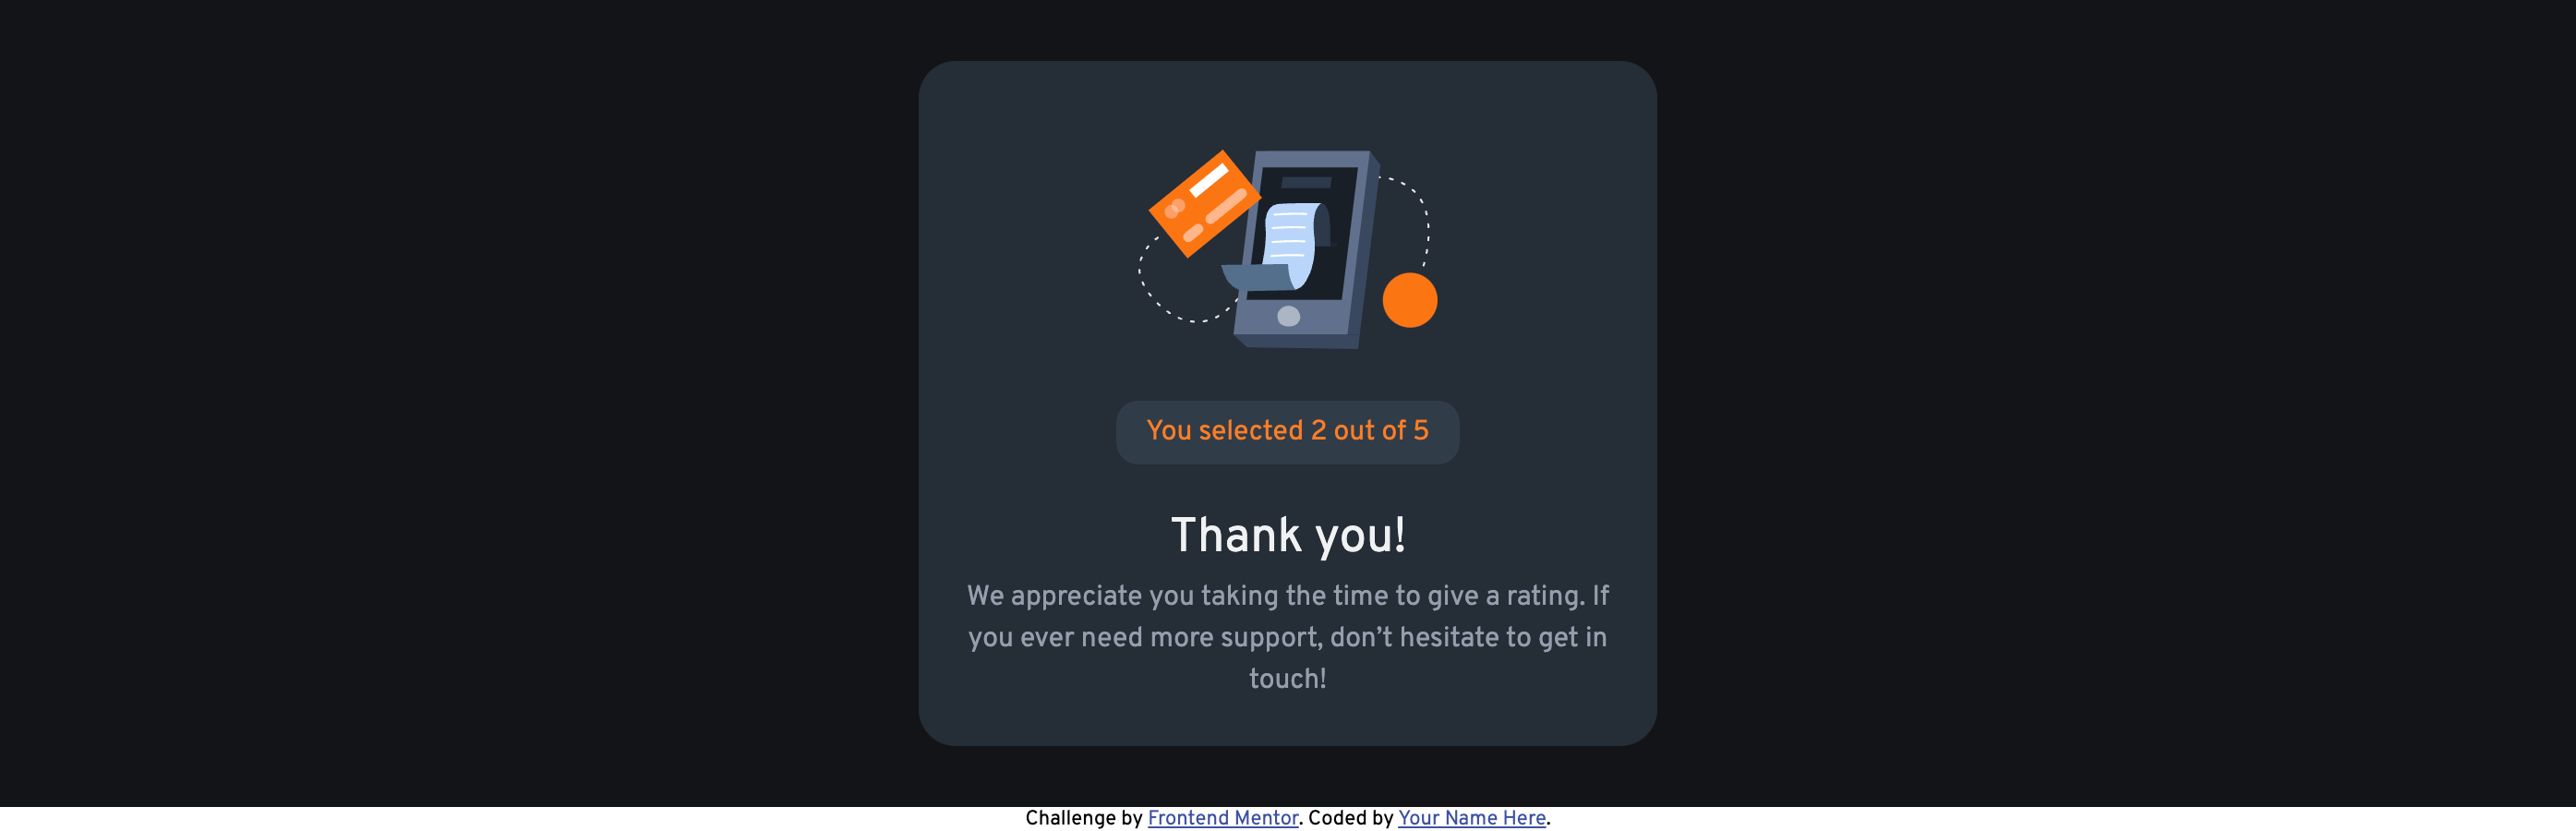 You selected 2 out of 5
Thank you!
We appreciate you taking the time to give a rating. If
you ever need more support, don’t hesitate to get in
touch!
Challenge by Frontend Mentor. Coded by Your Name Here.